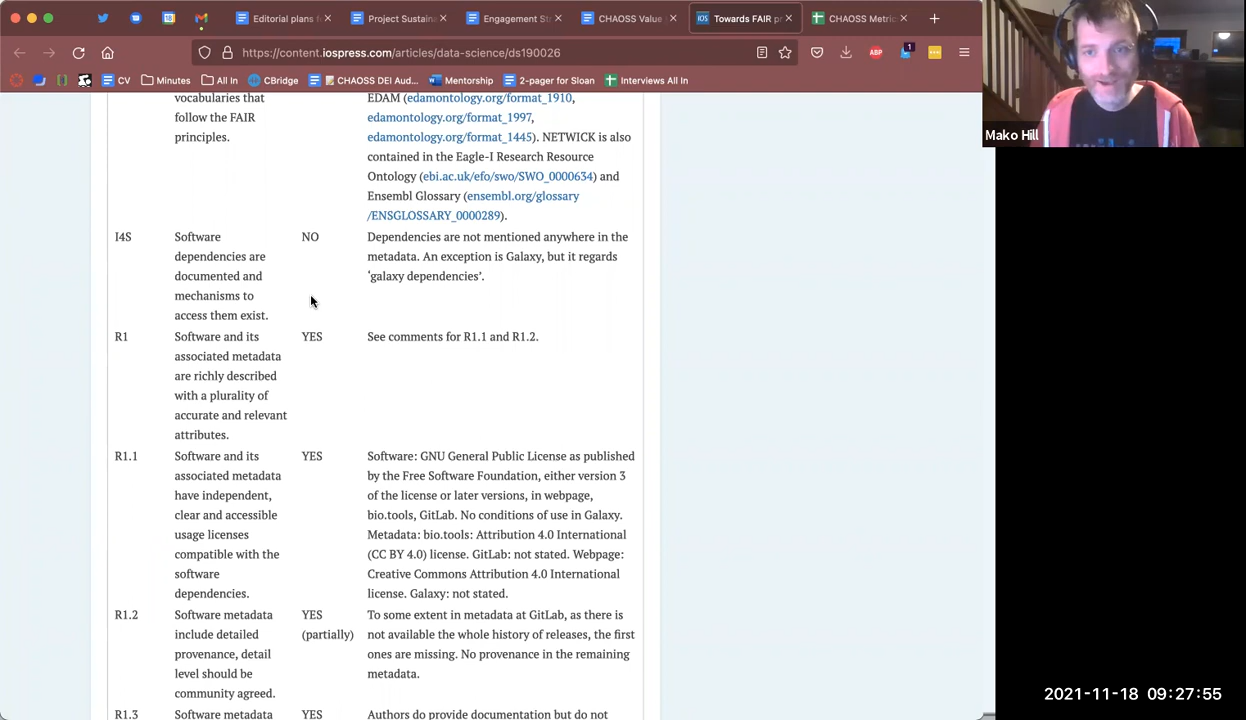 Editorial plans f
Project Sustaina
Engagement St
CHAOSS Value
iOS
Towards FAIR pr
CHAOSS Metric
https://content.iospress.com/articles/data-science/ds190026
ABP
1
CV
Minutes
All In
CBridge
CHAOSS DEI Aud...
Mentorship
2-pager for Sloan
Interviews All In
Mako Hill
vocabularies that
follow the FAIR
principles.
EDAM (edamontology.org/format_1910,
edamontology.org/format_1997,
edamontology.org/format_1445). NETWICK is also
contained in the Eagle-I Research Resource
Ontology (ebi.ac.uk/efo/swo/SWO_0000634) and
Ensembl Glossary (ensembl.org/glossary
/ENSGLOSSARY_0000289).
I4S
Software
dependencies are
documented and
mechanisms to
access them exist.
NO
Dependencies are not mentioned anywhere in the
metadata. An exception is Galaxy, but it regards
‘galaxy dependencies’.
R1
Software and its
associated metadata
are richly described
with a plurality of
accurate and relevant
attributes.
YES
See comments for R1.1 and R1.2.
R1.1
Software and its
associated metadata
have independent,
clear and accessible
usage licenses
compatible with the
software
dependencies.
YES
Software: GNU General Public License as published
by the Free Software Foundation, either version 3
of the license or later versions, in webpage,
bio.tools, GitLab. No conditions of use in Galaxy.
Metadata: bio.tools: Attribution 4.0 International
(CC BY 4.0) license. GitLab: not stated. Webpage:
Creative Commons Attribution 4.0 International
license. Galaxy: not stated.
R1.2
Software metadata
include detailed
provenance, detail
level should be
community agreed.
YES
(partially)
To some extent in metadata at GitLab, as there is
not available the whole history of releases, the first
ones are missing. No provenance in the remaining
metadata.
R1.3
Software metadata
YES
Authors do provide documentation but do not
2021-11-18 09:27:55